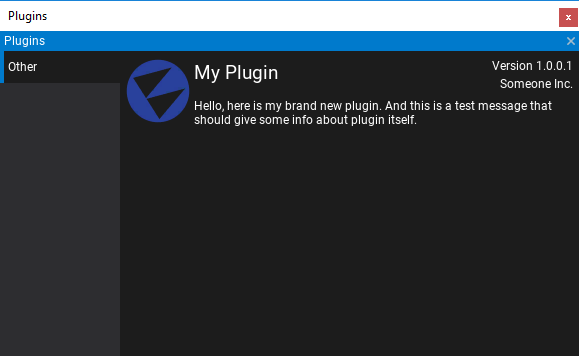 Plugins
x
Plugins
Other
My Plugin
Version 1.0.0.1
Someone Inc.
Hello, here is my brand new plugin. And this is a test message that
should give some info about plugin itself.